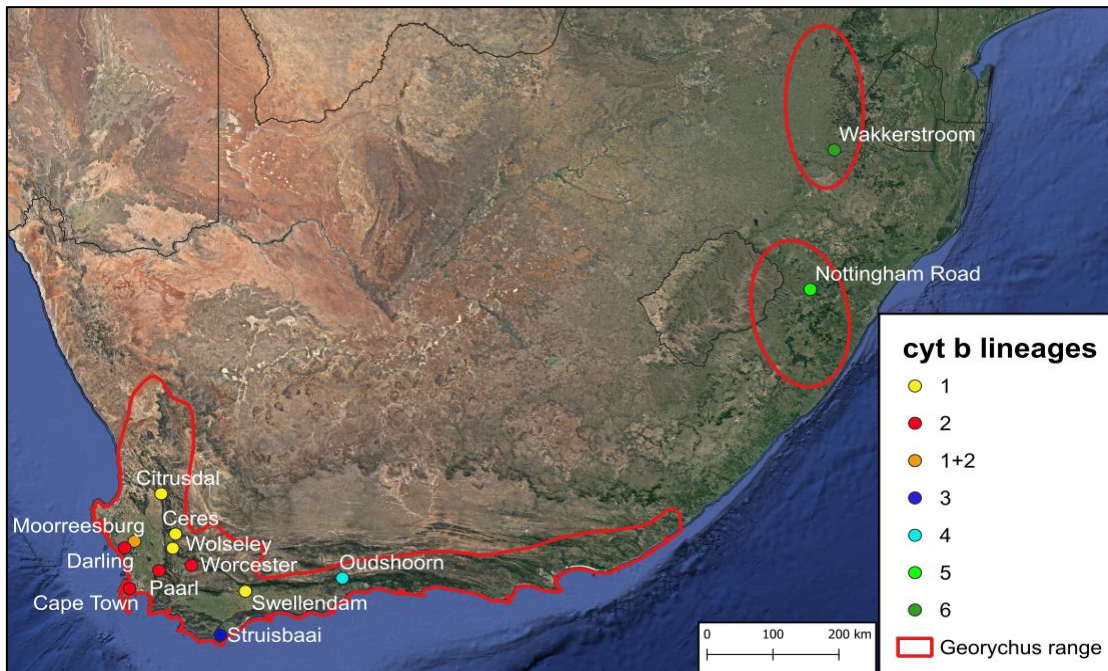 Wakkerstroom
Nottingham Road
Citrusdal
Ceres
Moorreesburg
Wolseley
Darling
Worcester
Oudshoorn
Paarl
Cape Town
Swellendam
Struisbaai
cyt b lineages
1
2
1+2
3
4
5
6
Georychus range
0 100 200 km